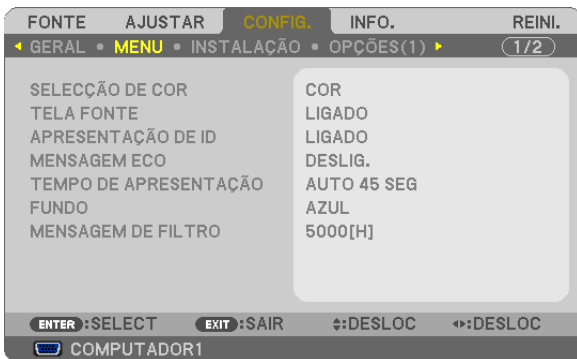 FONTE AJUSTAR CONFIG. INFO. REINI.
GERAL • MENU • INSTALAÇÃO • OPÇÕES(1) 1/2
SELECÇÃO DE COR COR
TELA FONTE LIGADO
APRESENTAÇÃO DE ID LIGADO
MENSAGEM ECO DESLIG.
TEMPO DE APRESENTAÇÃO AUTO 45 SEG
FUNDO AZUL
MENSAGEM DE FILTRO 5000[H]
ENTER :SELECT EXIT :SAIR :DESLOC :DESLOC
COMPUTADOR1